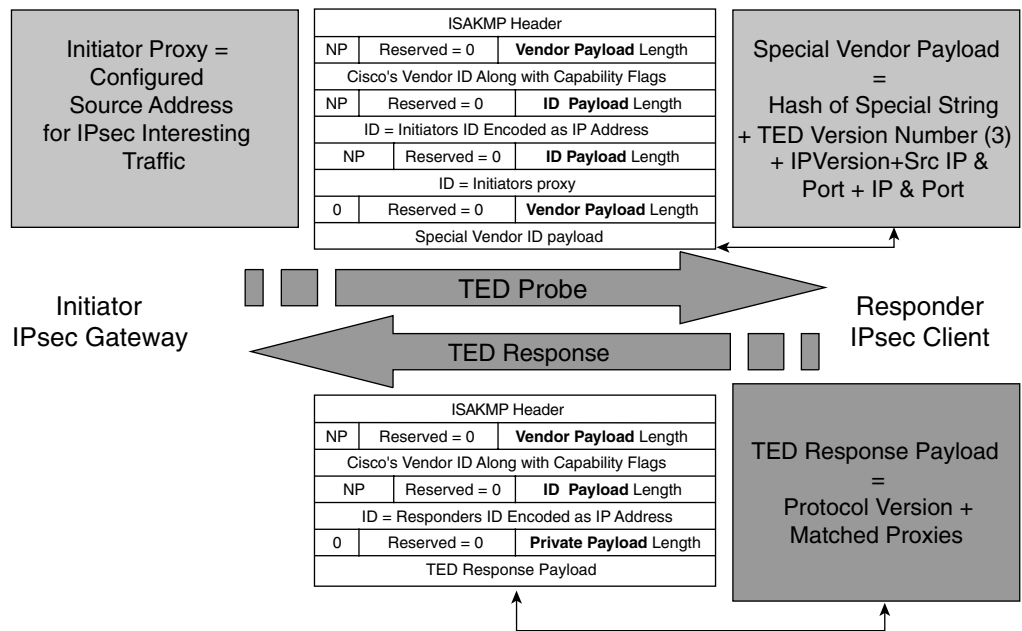 Initiator Proxy =
Configured
Source Address
for IPsec Interesting
Traffic
ISAKMP Header
NP Reserved = 0 Vendor Payload Length
Cisco's Vendor ID Along with Capability Flags
NP Reserved = 0 ID Payload Length
ID = Initiators ID Encoded as IP Address
NP Reserved = 0 ID Payload Length
ID = Initiators proxy
0 Reserved = 0 Vendor Payload Length
Special Vendor ID payload
Special Vendor Payload
=
Hash of Special String
+ TED Version Number (3)
+ IPVersion+Src IP &
Port + IP & Port
TED Probe
Initiator
IPsec Gateway
Responder
IPsec Client
TED Response
ISAKMP Header
NP Reserved = 0 Vendor Payload Length
Cisco's Vendor ID Along with Capability Flags
NP Reserved = 0 ID Payload Length
ID = Responders ID Encoded as IP Address
0 Reserved = 0 Private Payload Length
TED Response Payload
TED Response Payload
=
Protocol Version +
Matched Proxies